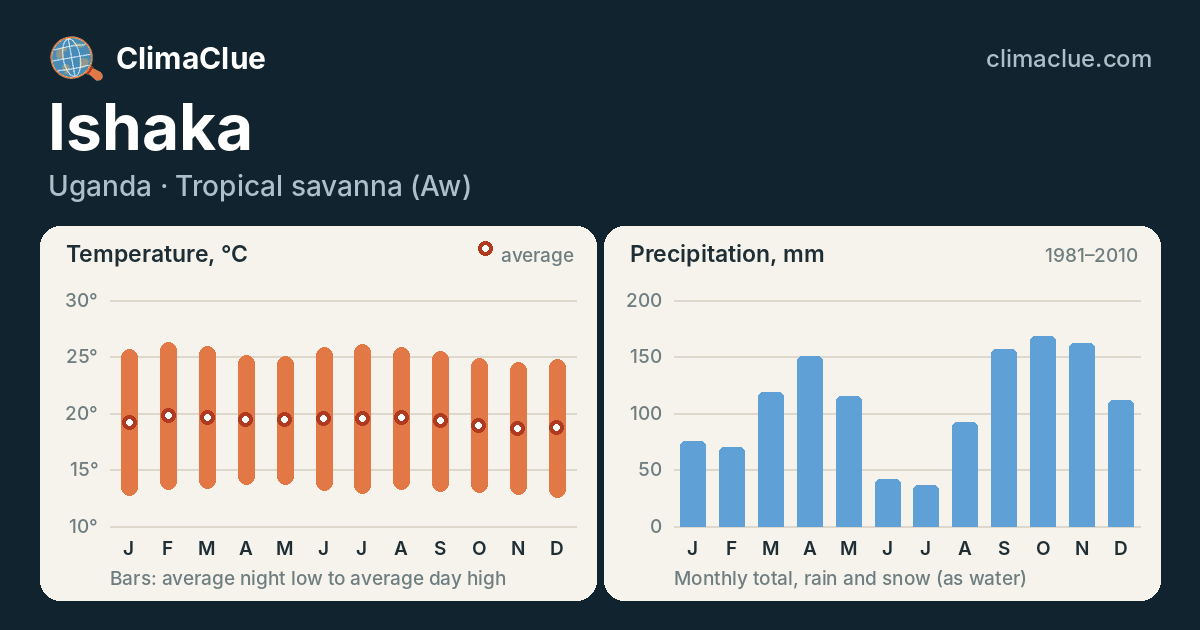 ClimaClue
climaclue.com
Ishaka
Uganda · Tropical savanna (Aw)
Temperature, °C
average
30°
25°
20°
15°
10°
J F M A M J J A S O N D
Bars: average night low to average day high
Precipitation, mm
1981–2010
200
150
100
50
0
J F M A M J J A S O N D
Monthly total, rain and snow (as water)